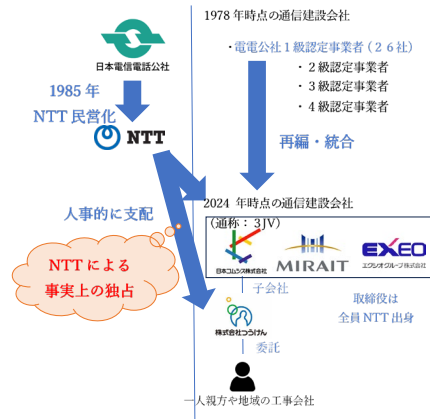 1978 年時点の通信建設会社
・電電公社１級認定事業者（２６社）
・２級認定事業者
・３級認定事業者
・４級認定事業者
日本電信電話公社
1985 年
NTT 民営化
NTT
再編・統合
人事的に支配
2024 年時点の通信建設会社
（通称：３JV）
日本コムシス株式会社
MIRAIT
EXEO
エクシオグループ株式会社
NTT による
事実上の独占
子会社
取締役は
全員 NTT 出身
株式会社つうけん
委託
一人親方や地域の工事会社